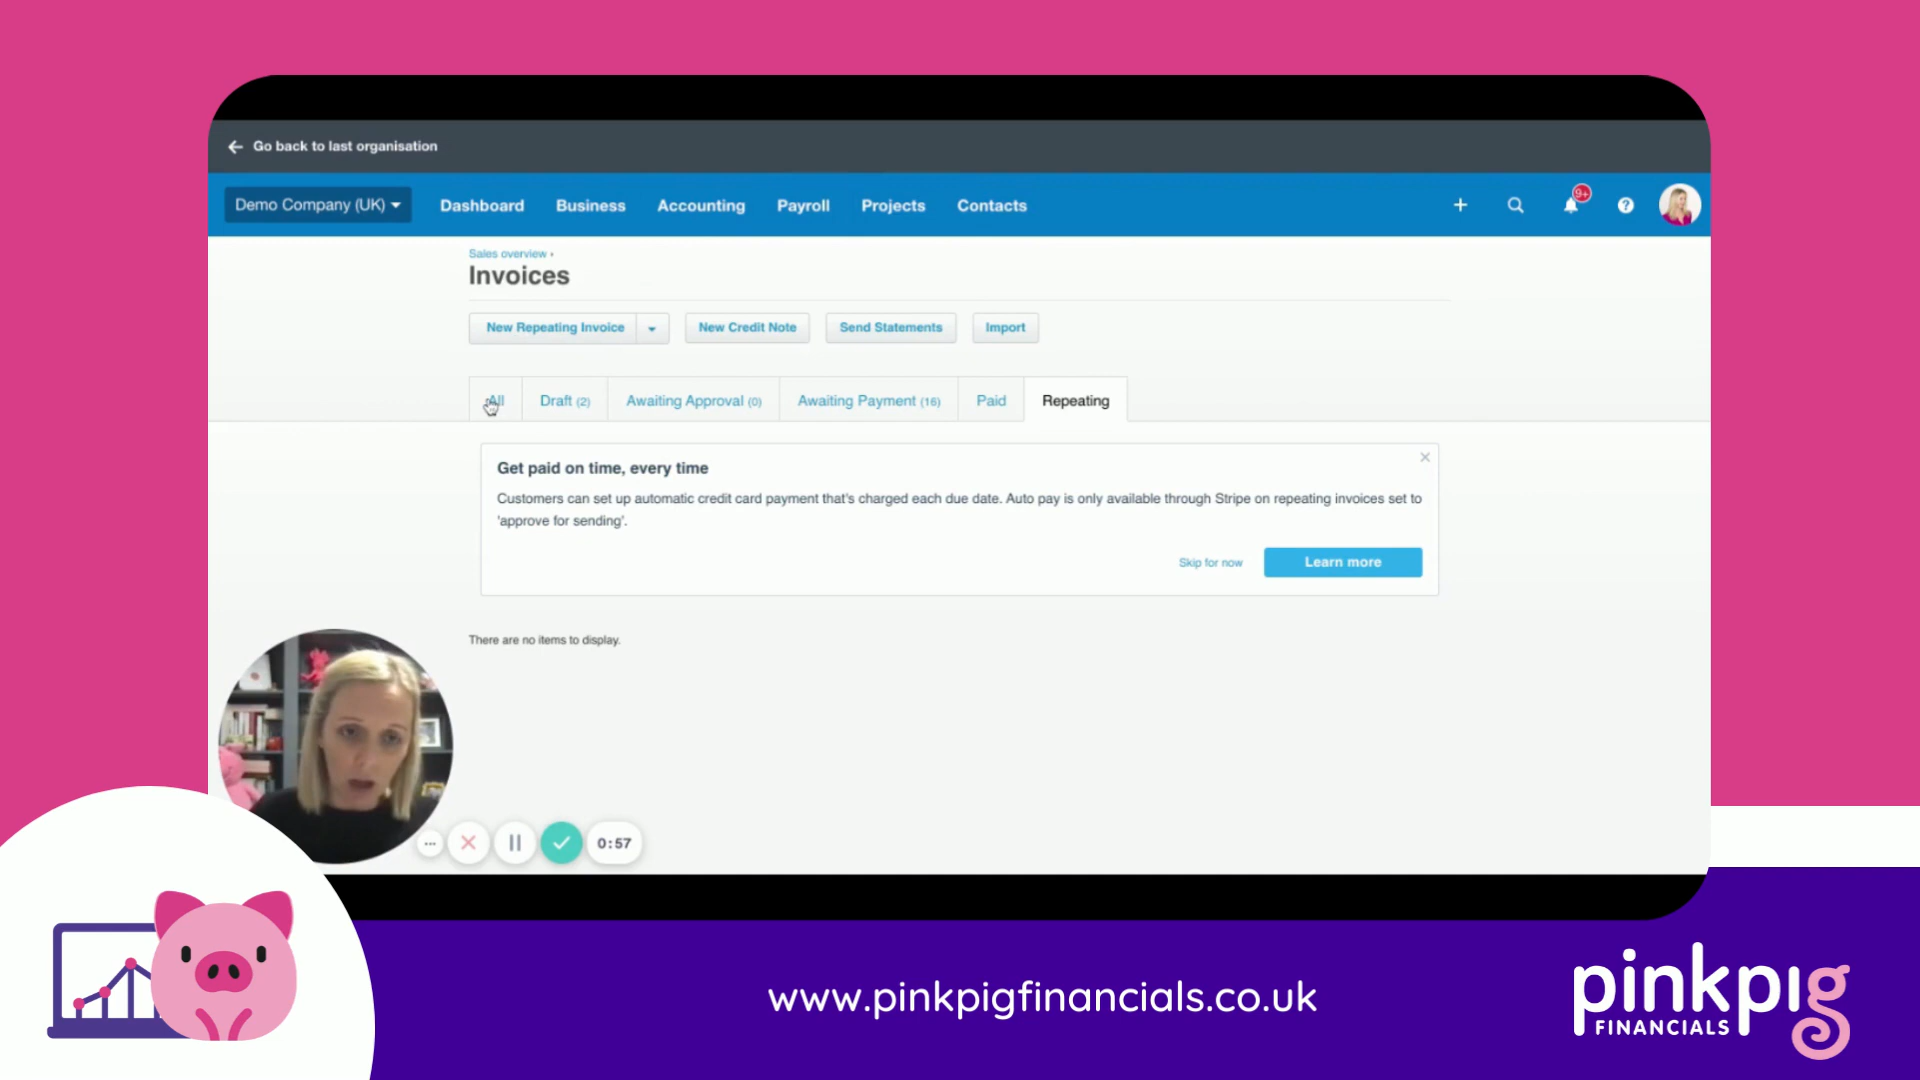 Go back to last organisation
Demo Company (UK)
Dashboard
Business
Accounting
Payroll
Projects
Contacts
9+
Sales overview ›
Invoices
New Repeating Invoice
New Credit Note
Send Statements
Import
All
Draft (2)
Awaiting Approval (0)
Awaiting Payment (16)
Paid
Repeating
Get paid on time, every time
Customers can set up automatic credit card payment that's charged each due date. Auto pay is only available through Stripe on repeating invoices set to
'approve for sending'.
Skip for now
Learn more
There are no items to display.
0:57
www.pinkpigfinancials.co.uk
pinkpig
FINANCIALS